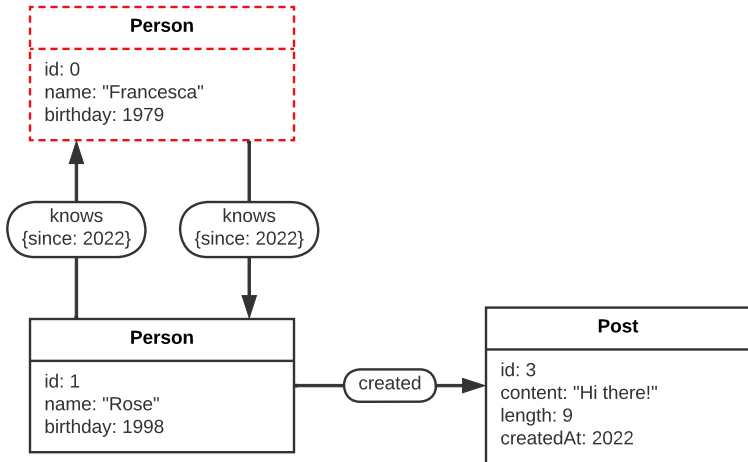 Person
id: 0
name: "Francesca"
birthday: 1979
knows
{since: 2022}
knows
{since: 2022}
Person
id: 1
name: "Rose"
birthday: 1998
created
Post
id: 3
content: "Hi there!"
length: 9
createdAt: 2022